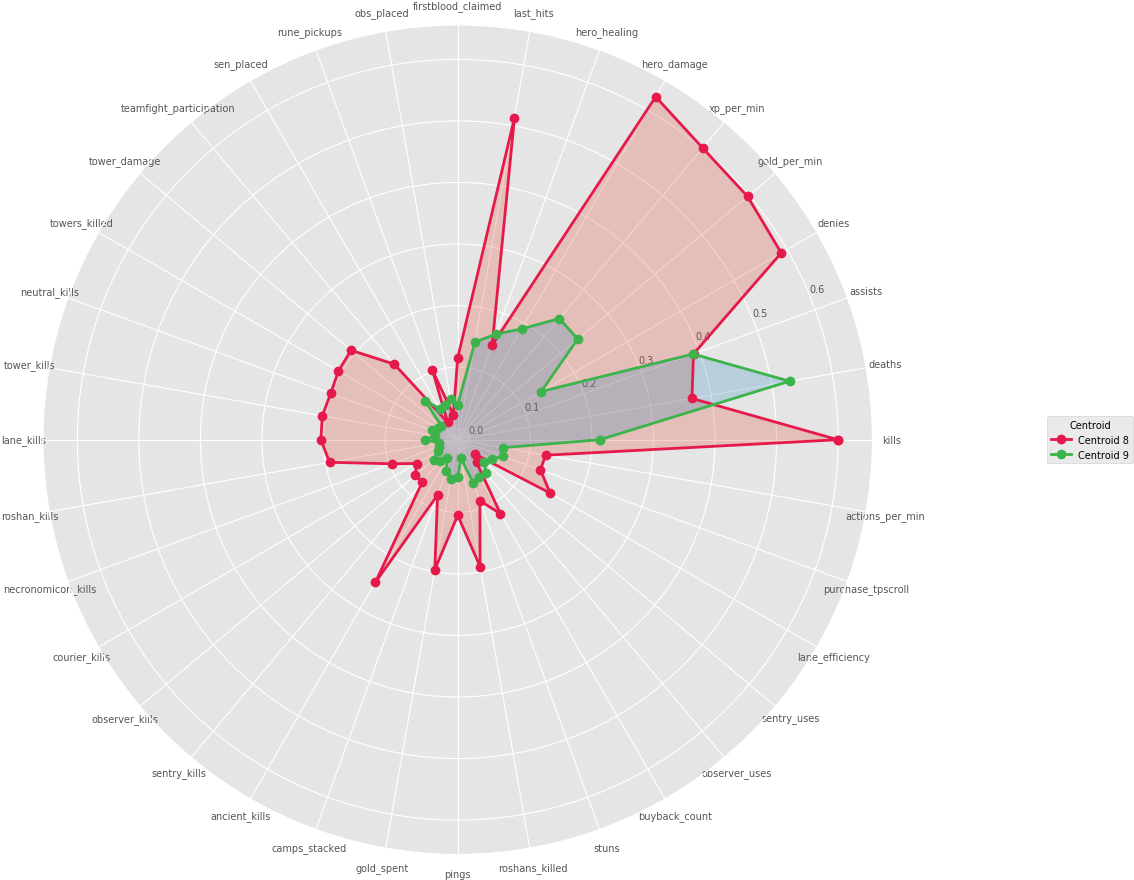 firstblood_claimed
obs_placed
last_hits
rune_pickups
hero_healing
sen_placed
hero_damage
teamfight_participation
xp_per_min
tower_damage
gold_per_min
towers_killed
denies
neutral_kills
assists
0.6
0.5
0.4
0.3
0.2
0.1
0.0
tower_kills
deaths
lane_kills
kills
Centroid
Centroid 8
Centroid 9
roshan_kills
actions_per_min
necronomicon_kills
purchase_tpscroll
courier_kills
lane_efficiency
observer_kills
sentry_uses
sentry_kills
observer_uses
ancient_kills
buyback_count
camps_stacked
stuns
gold_spent
roshans_killed
pings